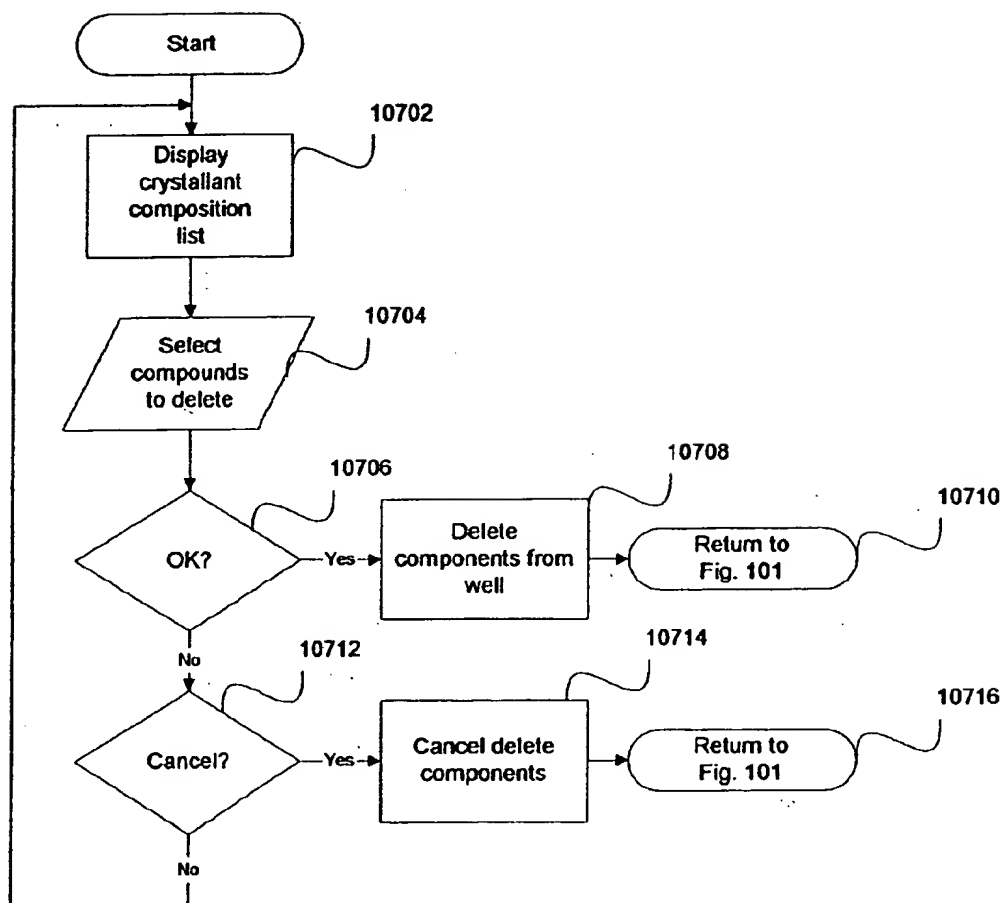 Start
10702
Display
crystallant
composition
list
10704
Select
compounds
to delete
10706
OK?
Yes
10708
Delete
components from
well
10710
Return to
Fig. 101
No
10712
Cancel?
Yes
10714
Cancel delete
components
10716
Return to
Fig. 101
No